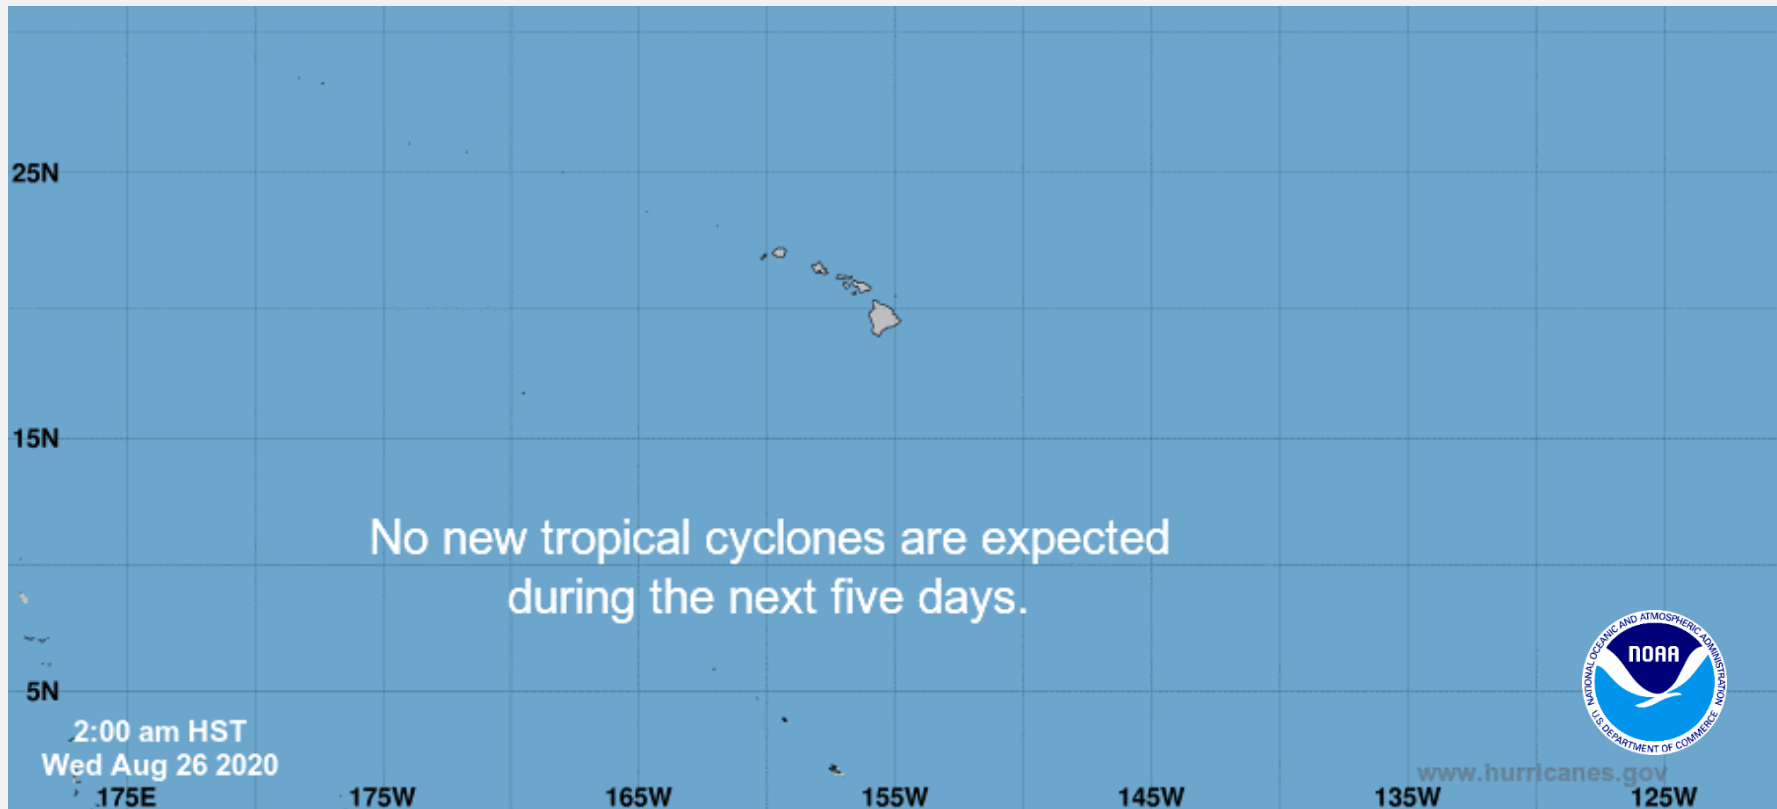 25N
15N
No new tropical cyclones are expected
during the next five days.
NATIONAL OCEANIC AND ATMOSPHERIC ADMINISTRATION
NOAA
U.S. DEPARTMENT OF COMMERCE
5N
2:00 am HST
Wed Aug 26 2020
www.hurricanes.gov
175E 175W 165W 155W 145W 135W 125W